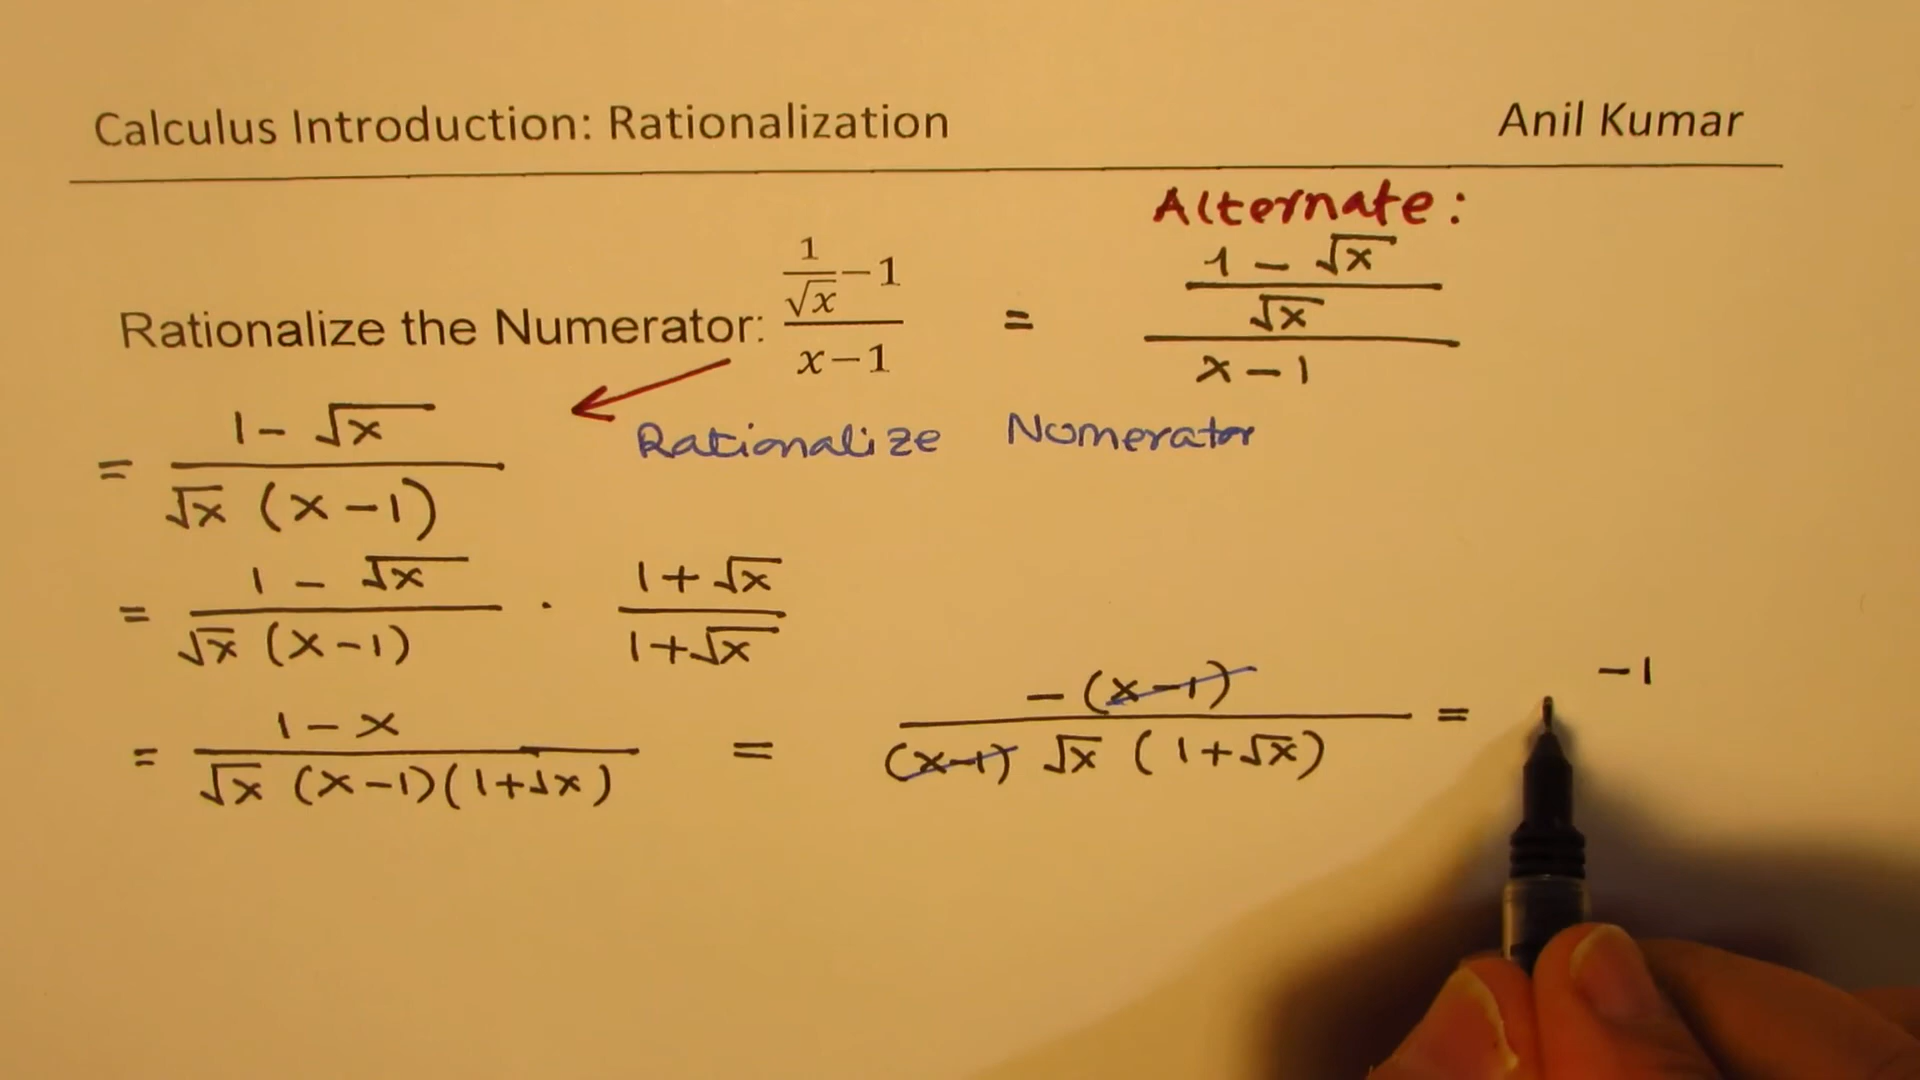 Calculus Introduction: Rationalization Anil Kumar
Alternate:
Rationalize the Numerator: (1/√x − 1)/(x − 1) = ((1 − √x)/√x)/(x − 1)
Rationalize Numerator
= (1 − √x)/(√x (x − 1))
= (1 − √x)/(√x (x − 1)) · (1 + √x)/(1 + √x)
= (1 − x)/(√x (x − 1)(1 + √x)) = −(x − 1)/((x − 1) √x (1 + √x)) = −1